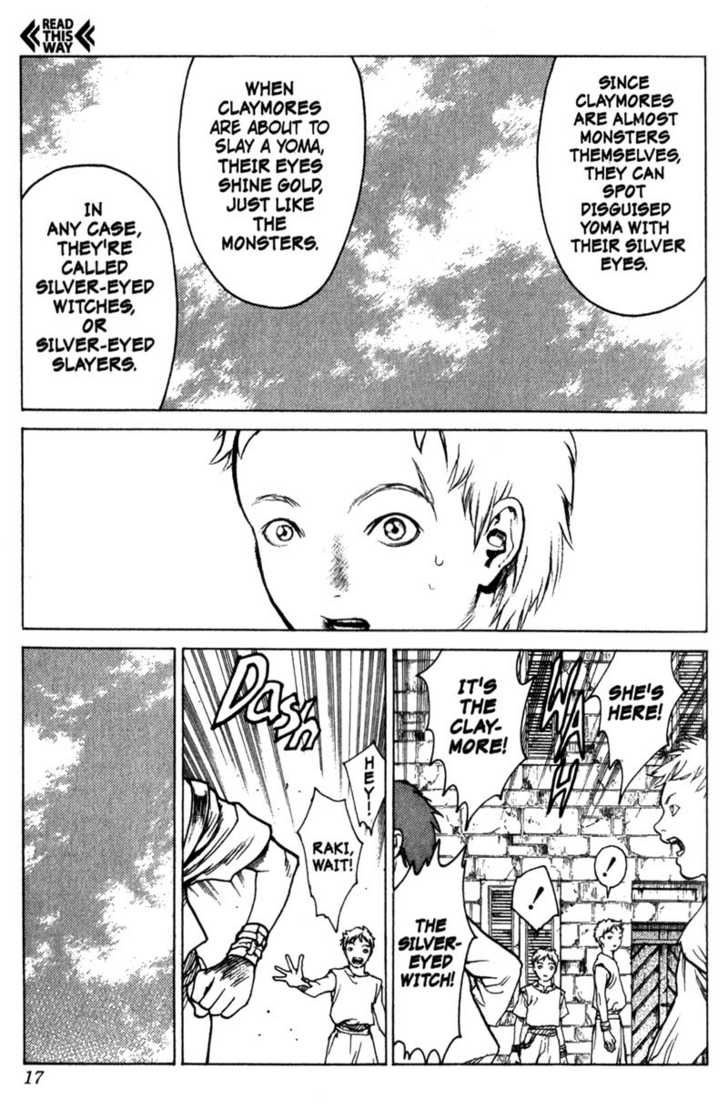 READ
THIS
WAY
SINCE
CLAYMORES
ARE ALMOST
MONSTERS
THEMSELVES,
THEY CAN
SPOT
DISGUISED
YOMA WITH
THEIR SILVER
EYES.
WHEN
CLAYMORES
ARE ABOUT TO
SLAY A YOMA,
THEIR EYES
SHINE GOLD,
JUST LIKE
THE
MONSTERS.
IN
ANY CASE,
THEY'RE
CALLED
SILVER-EYED
WITCHES,
OR
SILVER-EYED
SLAYERS.
SHE'S
HERE!
WA
WAH
IT'S
THE
CLAY-
MORE!
!
!
THE
SILVER-
EYED
WITCH!
HEY!
RAKI,
WAIT!
Dash
17